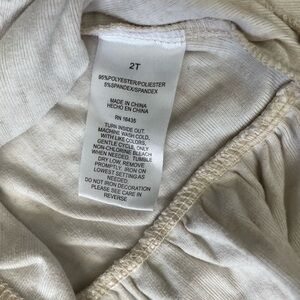 2T
95%POLYESTER/POLIESTER
5%SPANDEX/SPANDEX
MADE IN CHINA
HECHO EN CHINA
RN 16435
TURN INSIDE OUT.
MACHINE WASH COLD,
WITH LIKE COLORS,
GENTLE CYCLE, ONLY
NON-CHLORINE BLEACH
WHEN NEEDED. TUMBLE
DRY LOW, REMOVE
PROMPTLY. IRON ON
LOWEST SETTING AS
NEEDED.
DO NOT IRON DECORATION
PLEASE SEE CARE IN
REVERSE